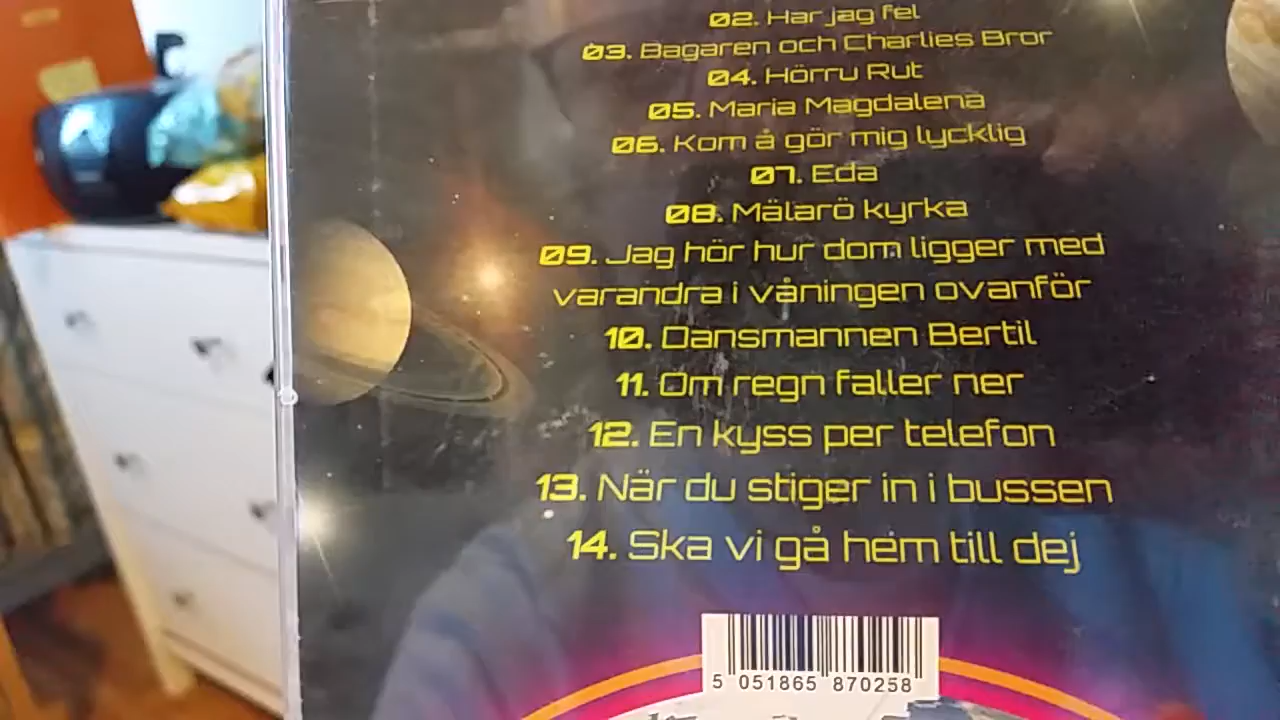 02. Har jag fel
03. Bagaren och Charlies Bror
04. Hörru Rut
05. Maria Magdalena
06. Kom å gör mig lycklig
07. Eda
08. Mälarö kyrka
09. Jag hör hur dom ligger med
varandra i våningen ovanför
10. Dansmannen Bertil
11. Om regn faller ner
12. En kyss per telefon
13. När du stiger in i bussen
14. Ska vi gå hem till dej
5 051865 870258